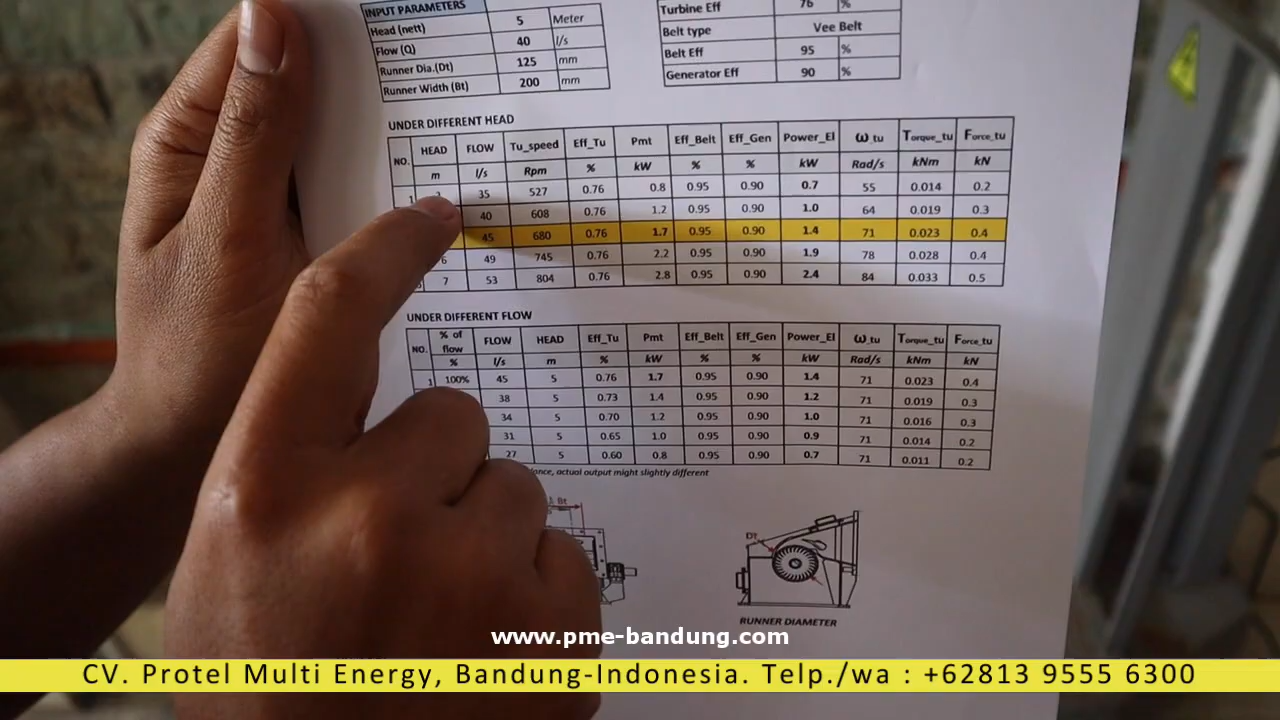 INPUT PARAMETERS
Head (nett) 5 Meter
Flow (Q) 40 l/s
Runner Dia.(Dt) 125 mm
Runner Width (Bt) 200 mm
Turbine Eff 76 %
Belt type Vee Belt
Belt Eff 95 %
Generator Eff 90 %
UNDER DIFFERENT HEAD
NO. HEAD FLOW Tu_speed Eff_Tu Pmt Eff_Belt Eff_Gen Power_El ω_tu Torque_tu Force_tu
m l/s Rpm % kW % % kW Rad/s kNm kN
1 35 527 0.76 0.8 0.95 0.90 0.7 55 0.014 0.2
40 608 0.76 1.2 0.95 0.90 1.0 64 0.019 0.3
45 680 0.76 1.7 0.95 0.90 1.4 71 0.023 0.4
6 49 745 0.76 2.2 0.95 0.90 1.9 78 0.028 0.4
7 53 804 0.76 2.8 0.95 0.90 2.4 84 0.033 0.5
UNDER DIFFERENT FLOW
NO. % of flow FLOW HEAD Eff_Tu Pmt Eff_Belt Eff_Gen Power_El ω_tu Torque_tu Force_tu
% l/s m % kW % % kW Rad/s kNm kN
1 100% 45 5 0.76 1.7 0.95 0.90 1.4 71 0.023 0.4
38 5 0.73 1.4 0.95 0.90 1.2 71 0.019 0.3
34 5 0.70 1.2 0.95 0.90 1.0 71 0.016 0.3
31 5 0.65 1.0 0.95 0.90 0.9 71 0.014 0.2
27 5 0.60 0.8 0.95 0.90 0.7 71 0.011 0.2
actual output might slightly different
Bt
DT
RUNNER DIAMETER
www.pme-bandung.com
CV. Protel Multi Energy, Bandung-Indonesia. Telp./wa : +62813 9555 6300